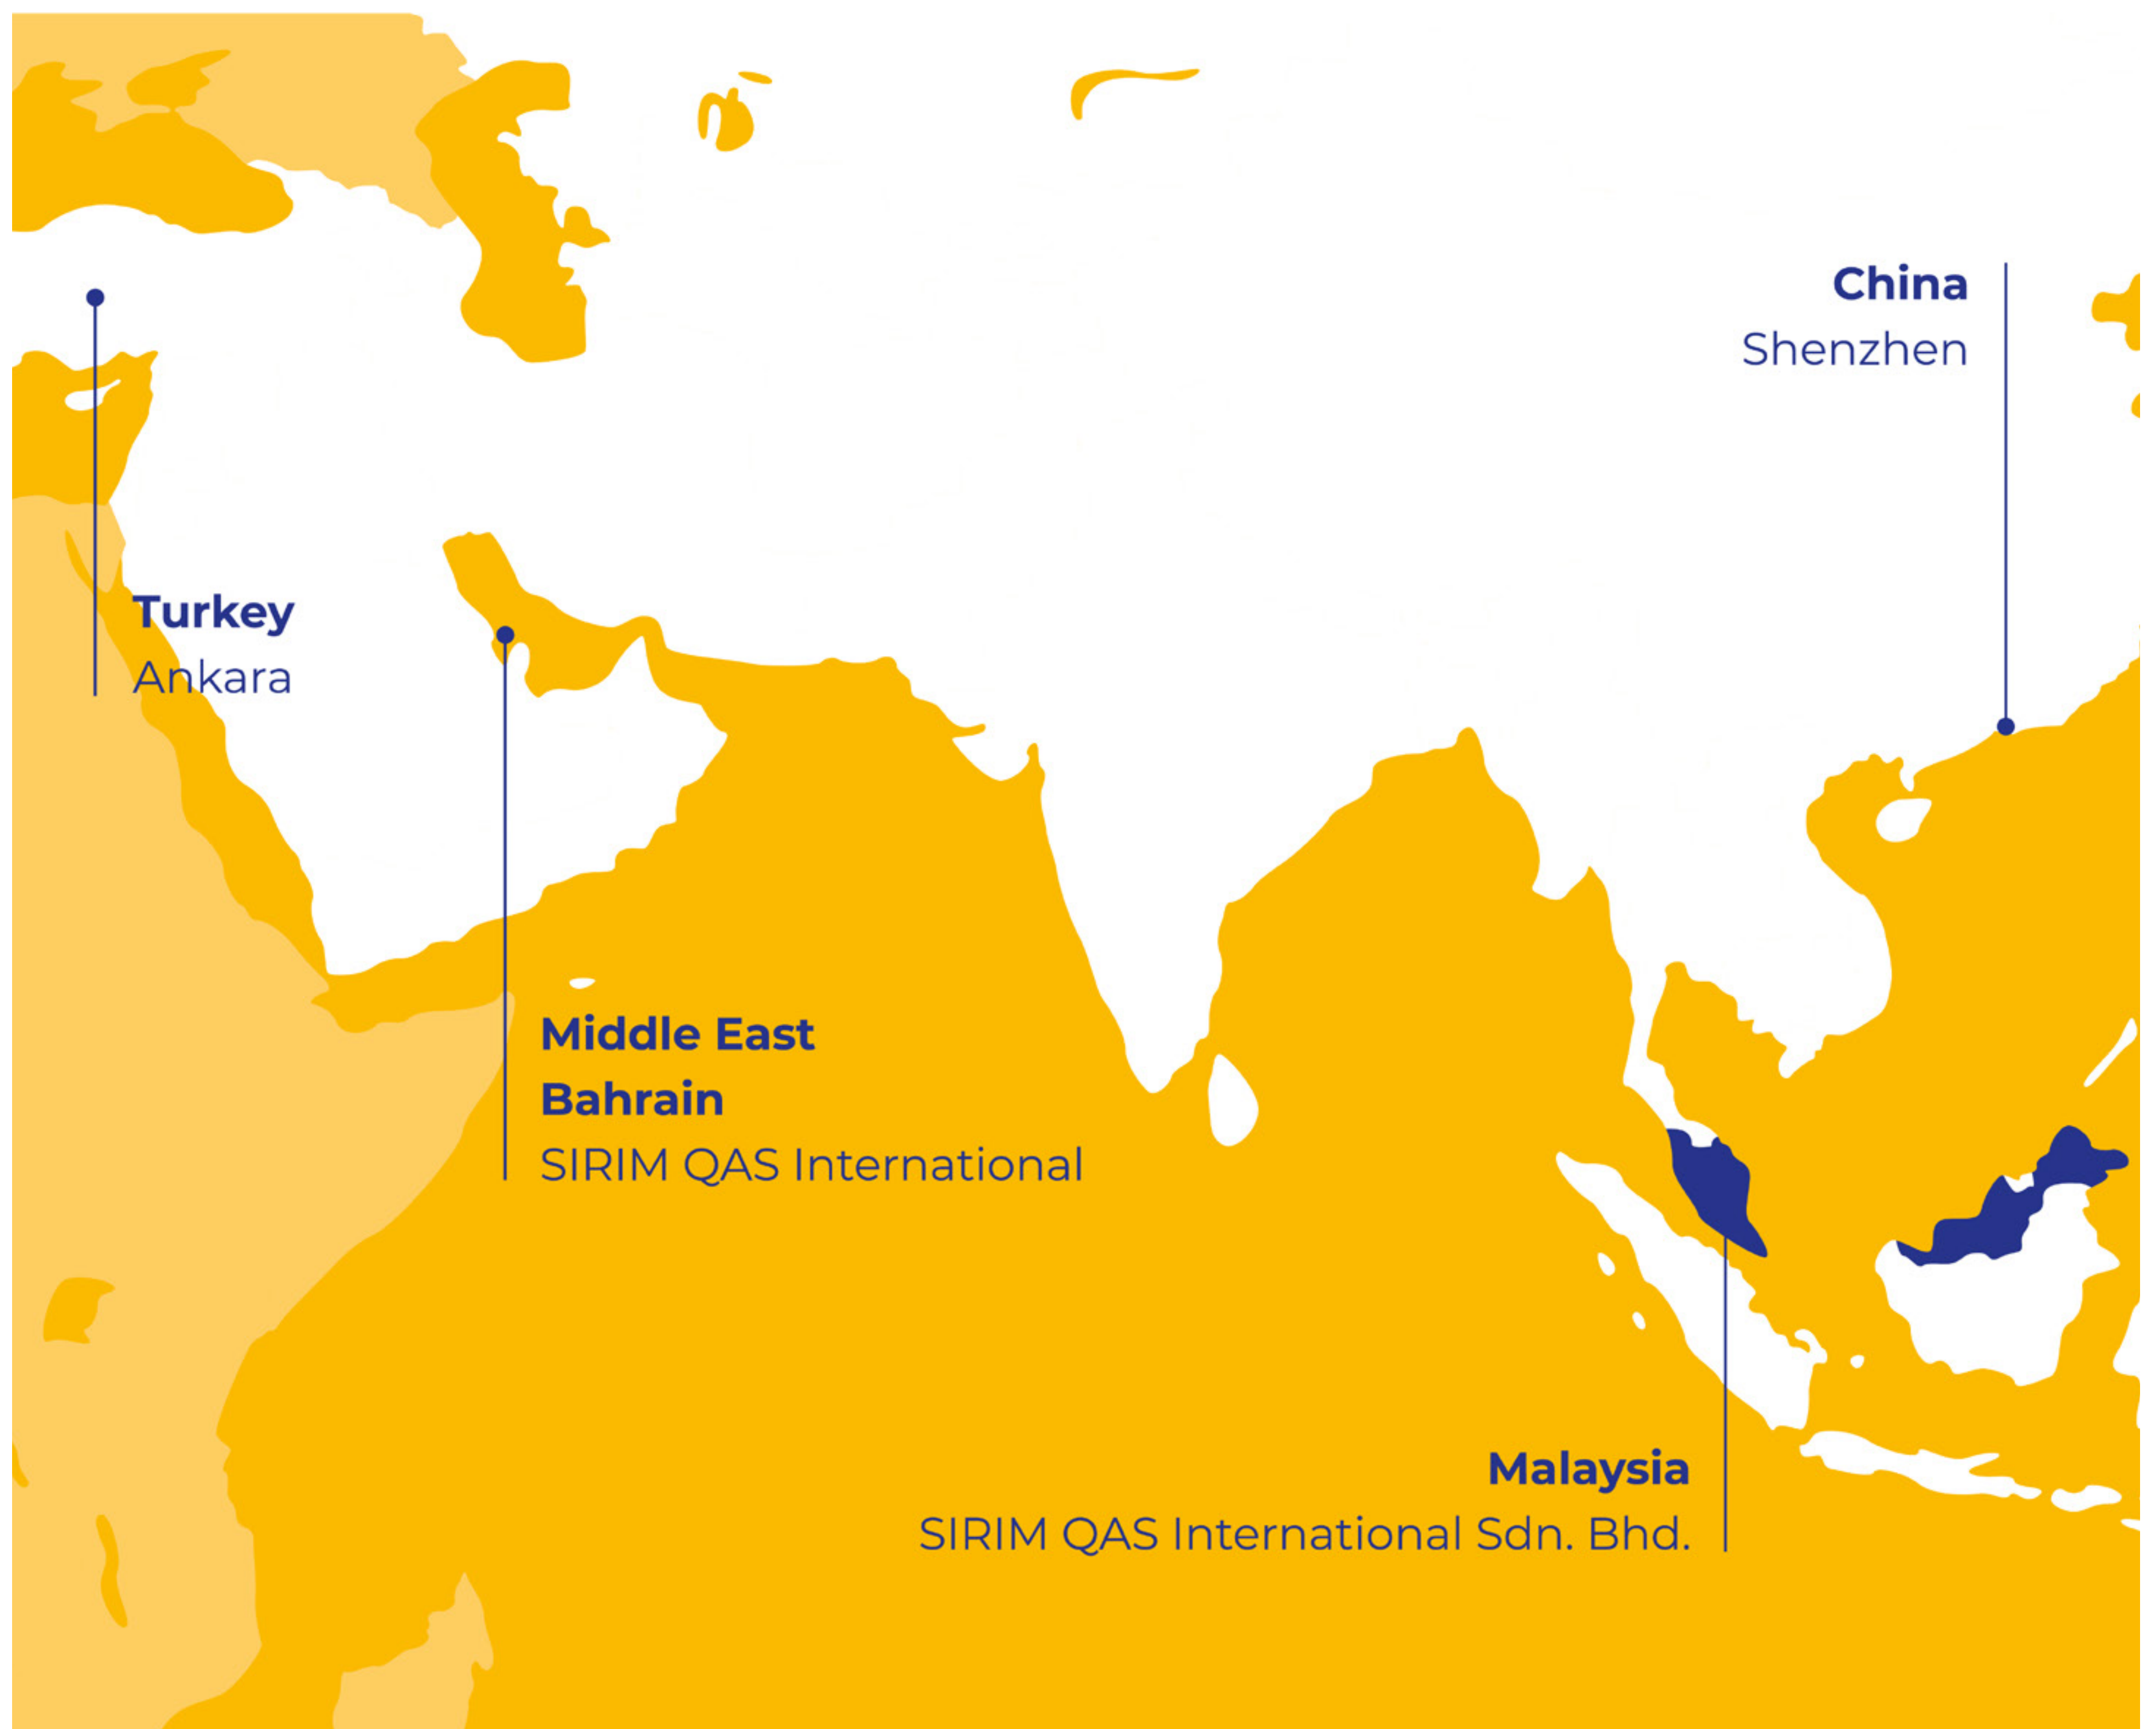 China
Shenzhen
Turkey
Ankara
Middle East
Bahrain
SIRIM QAS International
Malaysia
SIRIM QAS International Sdn. Bhd.